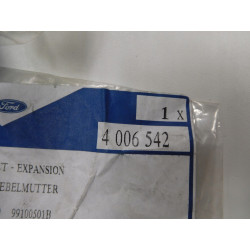 Ford
1 X
4 006 542
- EXPANSION
EBELMUTTER
99100501B